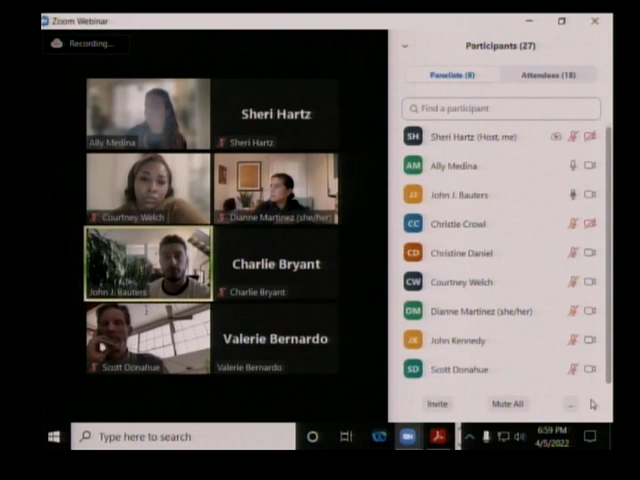 Zoom Webinar
Recording...
Ally Medina
Sheri Hartz
Sheri Hartz
Courtney Welch
Dianne Martinez (she/her)
John J. Bauters
Charlie Bryant
Charlie Bryant
Scott Donahue
Valerie Bernardo
Valerie Bernardo
Participants (27)
Panelists (8)
Attendees (18)
Find a participant
SH Sheri Hartz (Host, me)
AM Ally Medina
JJ John J. Bauters
CC Christie Crowl
CD Christine Daniel
CW Courtney Welch
DM Dianne Martinez (she/her)
JK John Kennedy
SD Scott Donahue
Invite
Mute All
...
Type here to search
6:59 PM
4/5/2022